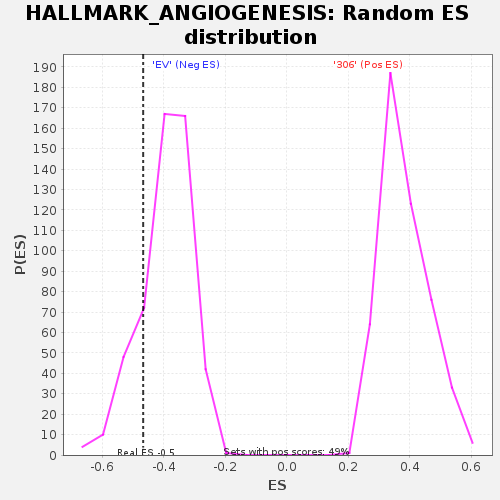 HALLMARK_ANGIOGENESIS: Random ES
distribution
'EV' (Neg ES)
'306' (Pos ES)
190
180
170
160
150
140
130
120
110
100
90
80
70
60
50
40
30
20
10
0
P(ES)
Real ES -0.5
Sets with pos scores: 49%
-0.6 -0.4 -0.2 0.0 0.2 0.4 0.6
ES